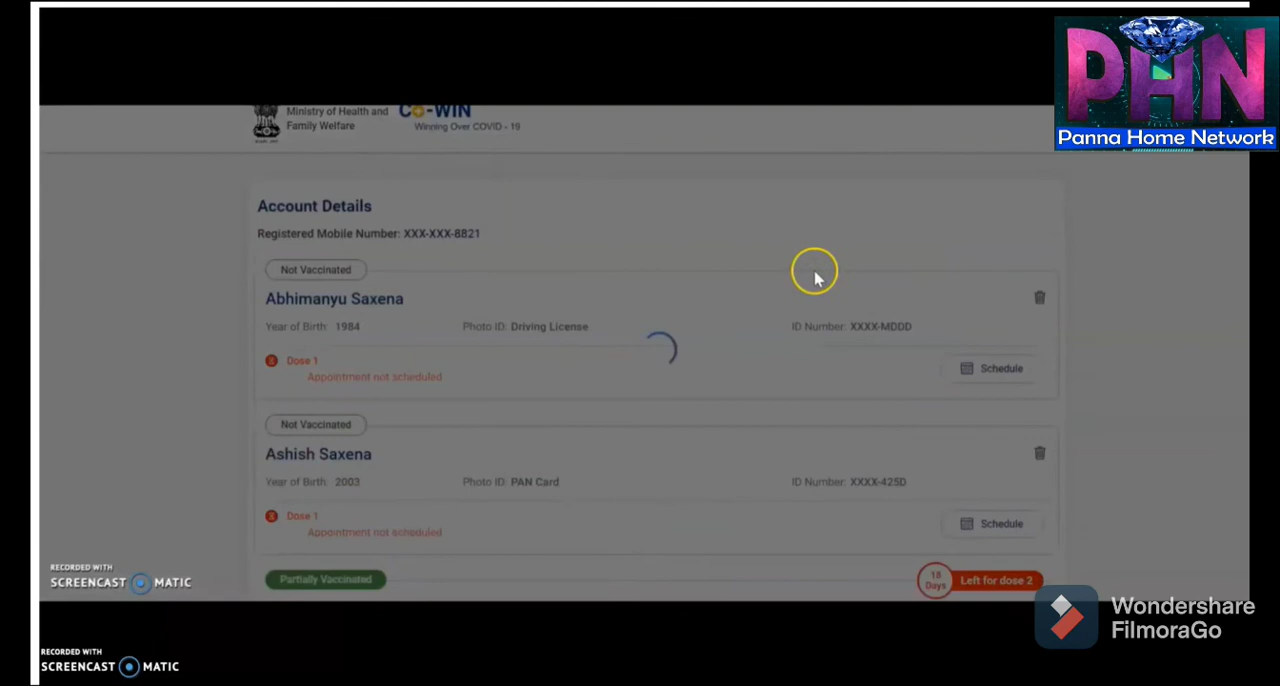 PHN
Panna Home Network
Ministry of Health and
Family Welfare
CO-WIN
Winning Over COVID - 19
Account Details
Registered Mobile Number: XXX-XXX-8821
Not Vaccinated
Abhimanyu Saxena
Year of Birth: 1984 Photo ID: Driving License ID Number: XXXX-MDDD
Dose 1
Appointment not scheduled
Schedule
Not Vaccinated
Ashish Saxena
Year of Birth: 2003 Photo ID: PAN Card ID Number: XXXX-425D
Dose 1
Appointment not scheduled
Schedule
Partially Vaccinated
18 Days
Left for dose 2
RECORDED WITH
SCREENCAST MATIC
Wondershare
FilmoraGo
RECORDED WITH
SCREENCAST MATIC